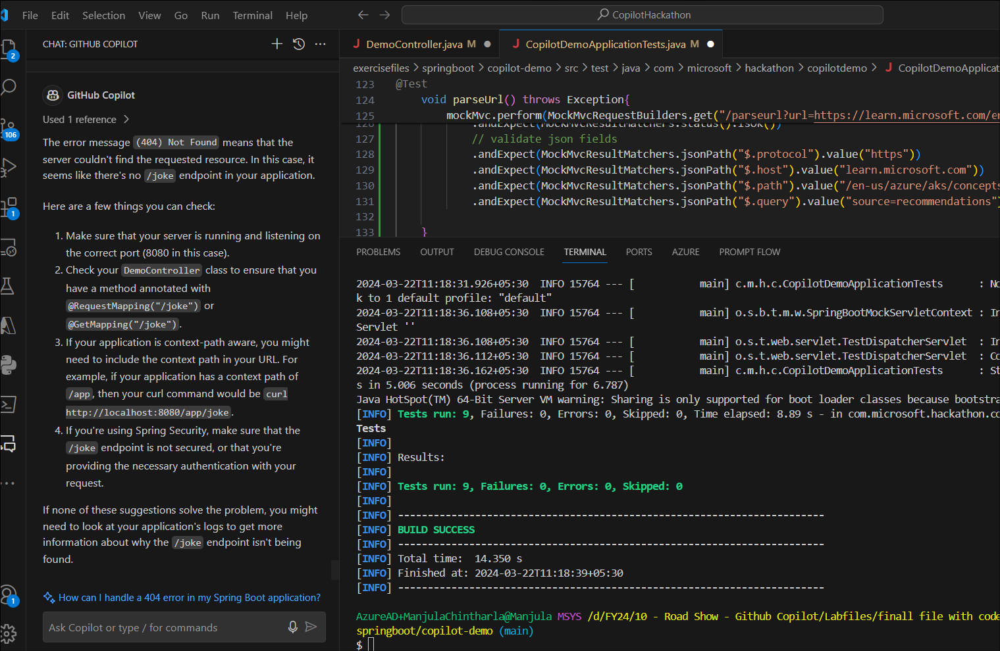 File Edit Selection View Go Run Terminal Help
CopilotHackathon
2
106
1
1
CHAT: GITHUB COPILOT
GitHub Copilot
Used 1 reference
The error message (404) Not Found means that the
server couldn't find the requested resource. In this case, it
seems like there's no /joke endpoint in your application.
Here are a few things you can check:
1. Make sure that your server is running and listening on
the correct port (8080 in this case).
2. Check your DemoController class to ensure that you
have a method annotated with
@RequestMapping("/joke") or
@GetMapping("/joke").
3. If your application is context-path aware, you might
need to include the context path in your URL. For
example, if your application has a context path of
/app, then your curl command would be curl
http://localhost:8080/app/joke.
4. If you're using Spring Security, make sure that the
/joke endpoint is not secured, or that you're
providing the necessary authentication with your
request.
If none of these suggestions solve the problem, you might
need to look at your application's logs to get more
information about why the /joke endpoint isn't being
found.
How can I handle a 404 error in my Spring Boot application?
Ask Copilot or type / for commands
J DemoController.java M J CopilotDemoApplicationTests.java M
exercisefiles > springboot > copilot-demo > src > test > java > com > microsoft > hackathon > copilotdemo > J CopilotDemoApplicat
123 @Test
124 void parseUrl() throws Exception{
125 mockMvc.perform(MockMvcRequestBuilders.get("/parseurl?url=https://learn.microsoft.com/en
126 .andExpect(MockMvcResultMatchers.status().isOk())
127 // validate json fields
128 .andExpect(MockMvcResultMatchers.jsonPath("$.protocol").value("https"))
129 .andExpect(MockMvcResultMatchers.jsonPath("$.host").value("learn.microsoft.com"))
130 .andExpect(MockMvcResultMatchers.jsonPath("$.path").value("/en-us/azure/aks/concepts
131 .andExpect(MockMvcResultMatchers.jsonPath("$.query").value("source=recommendations")
132
133 }
PROBLEMS OUTPUT DEBUG CONSOLE TERMINAL PORTS AZURE PROMPT FLOW
2024-03-22T11:18:31.926+05:30 INFO 15764 --- [ main] c.m.h.c.CopilotDemoApplicationTests : No
k to 1 default profile: "default"
2024-03-22T11:18:36.108+05:30 INFO 15764 --- [ main] o.s.b.t.m.w.SpringBootMockServletContext : In
Servlet ''
2024-03-22T11:18:36.108+05:30 INFO 15764 --- [ main] o.s.t.web.servlet.TestDispatcherServlet : In
2024-03-22T11:18:36.112+05:30 INFO 15764 --- [ main] o.s.t.web.servlet.TestDispatcherServlet : Co
2024-03-22T11:18:36.162+05:30 INFO 15764 --- [ main] c.m.h.c.CopilotDemoApplicationTests : St
s in 5.006 seconds (process running for 6.787)
Java HotSpot(TM) 64-Bit Server VM warning: Sharing is only supported for boot loader classes because bootstra
[INFO] Tests run: 9, Failures: 0, Errors: 0, Skipped: 0, Time elapsed: 8.89 s - in com.microsoft.hackathon.co
Tests
[INFO]
[INFO] Results:
[INFO]
[INFO] Tests run: 9, Failures: 0, Errors: 0, Skipped: 0
[INFO]
[INFO] ------------------------------------------------------------------------
[INFO] BUILD SUCCESS
[INFO] ------------------------------------------------------------------------
[INFO] Total time: 14.350 s
[INFO] Finished at: 2024-03-22T11:18:39+05:30
[INFO] ------------------------------------------------------------------------
AzureAD+ManjulaChintharla@Manjula MSYS /d/FY24/10 - Road Show - Github Copilot/Labfiles/finall file with code
springboot/copilot-demo (main)
$